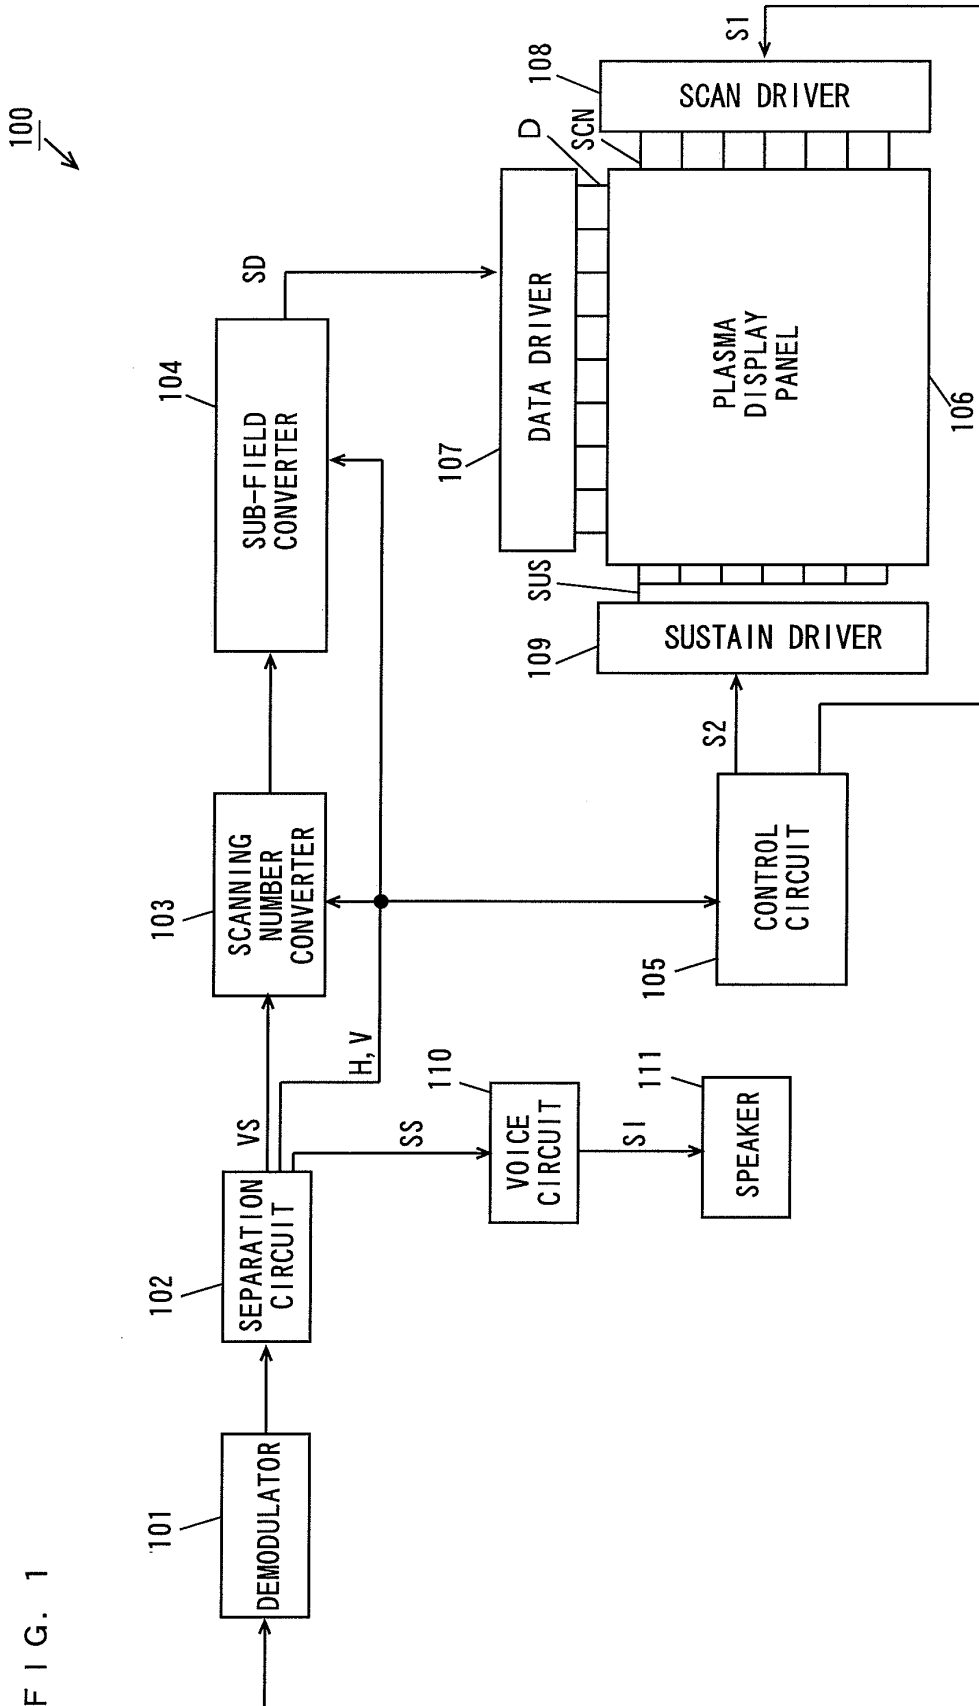 FIG. 1
100
101
DEMODULATOR
102
SEPARATION
CIRCUIT
VS
H, V
SS
103
SCANNING
NUMBER
CONVERTER
104
SUB-FIELD
CONVERTER
SD
110
VOICE
CIRCUIT
SI
111
SPEAKER
105
CONTROL
CIRCUIT
S2
109
SUSTAIN DRIVER
SUS
107
DATA DRIVER
D
PLASMA
DISPLAY
PANEL
106
SCN
108
SCAN DRIVER
S1